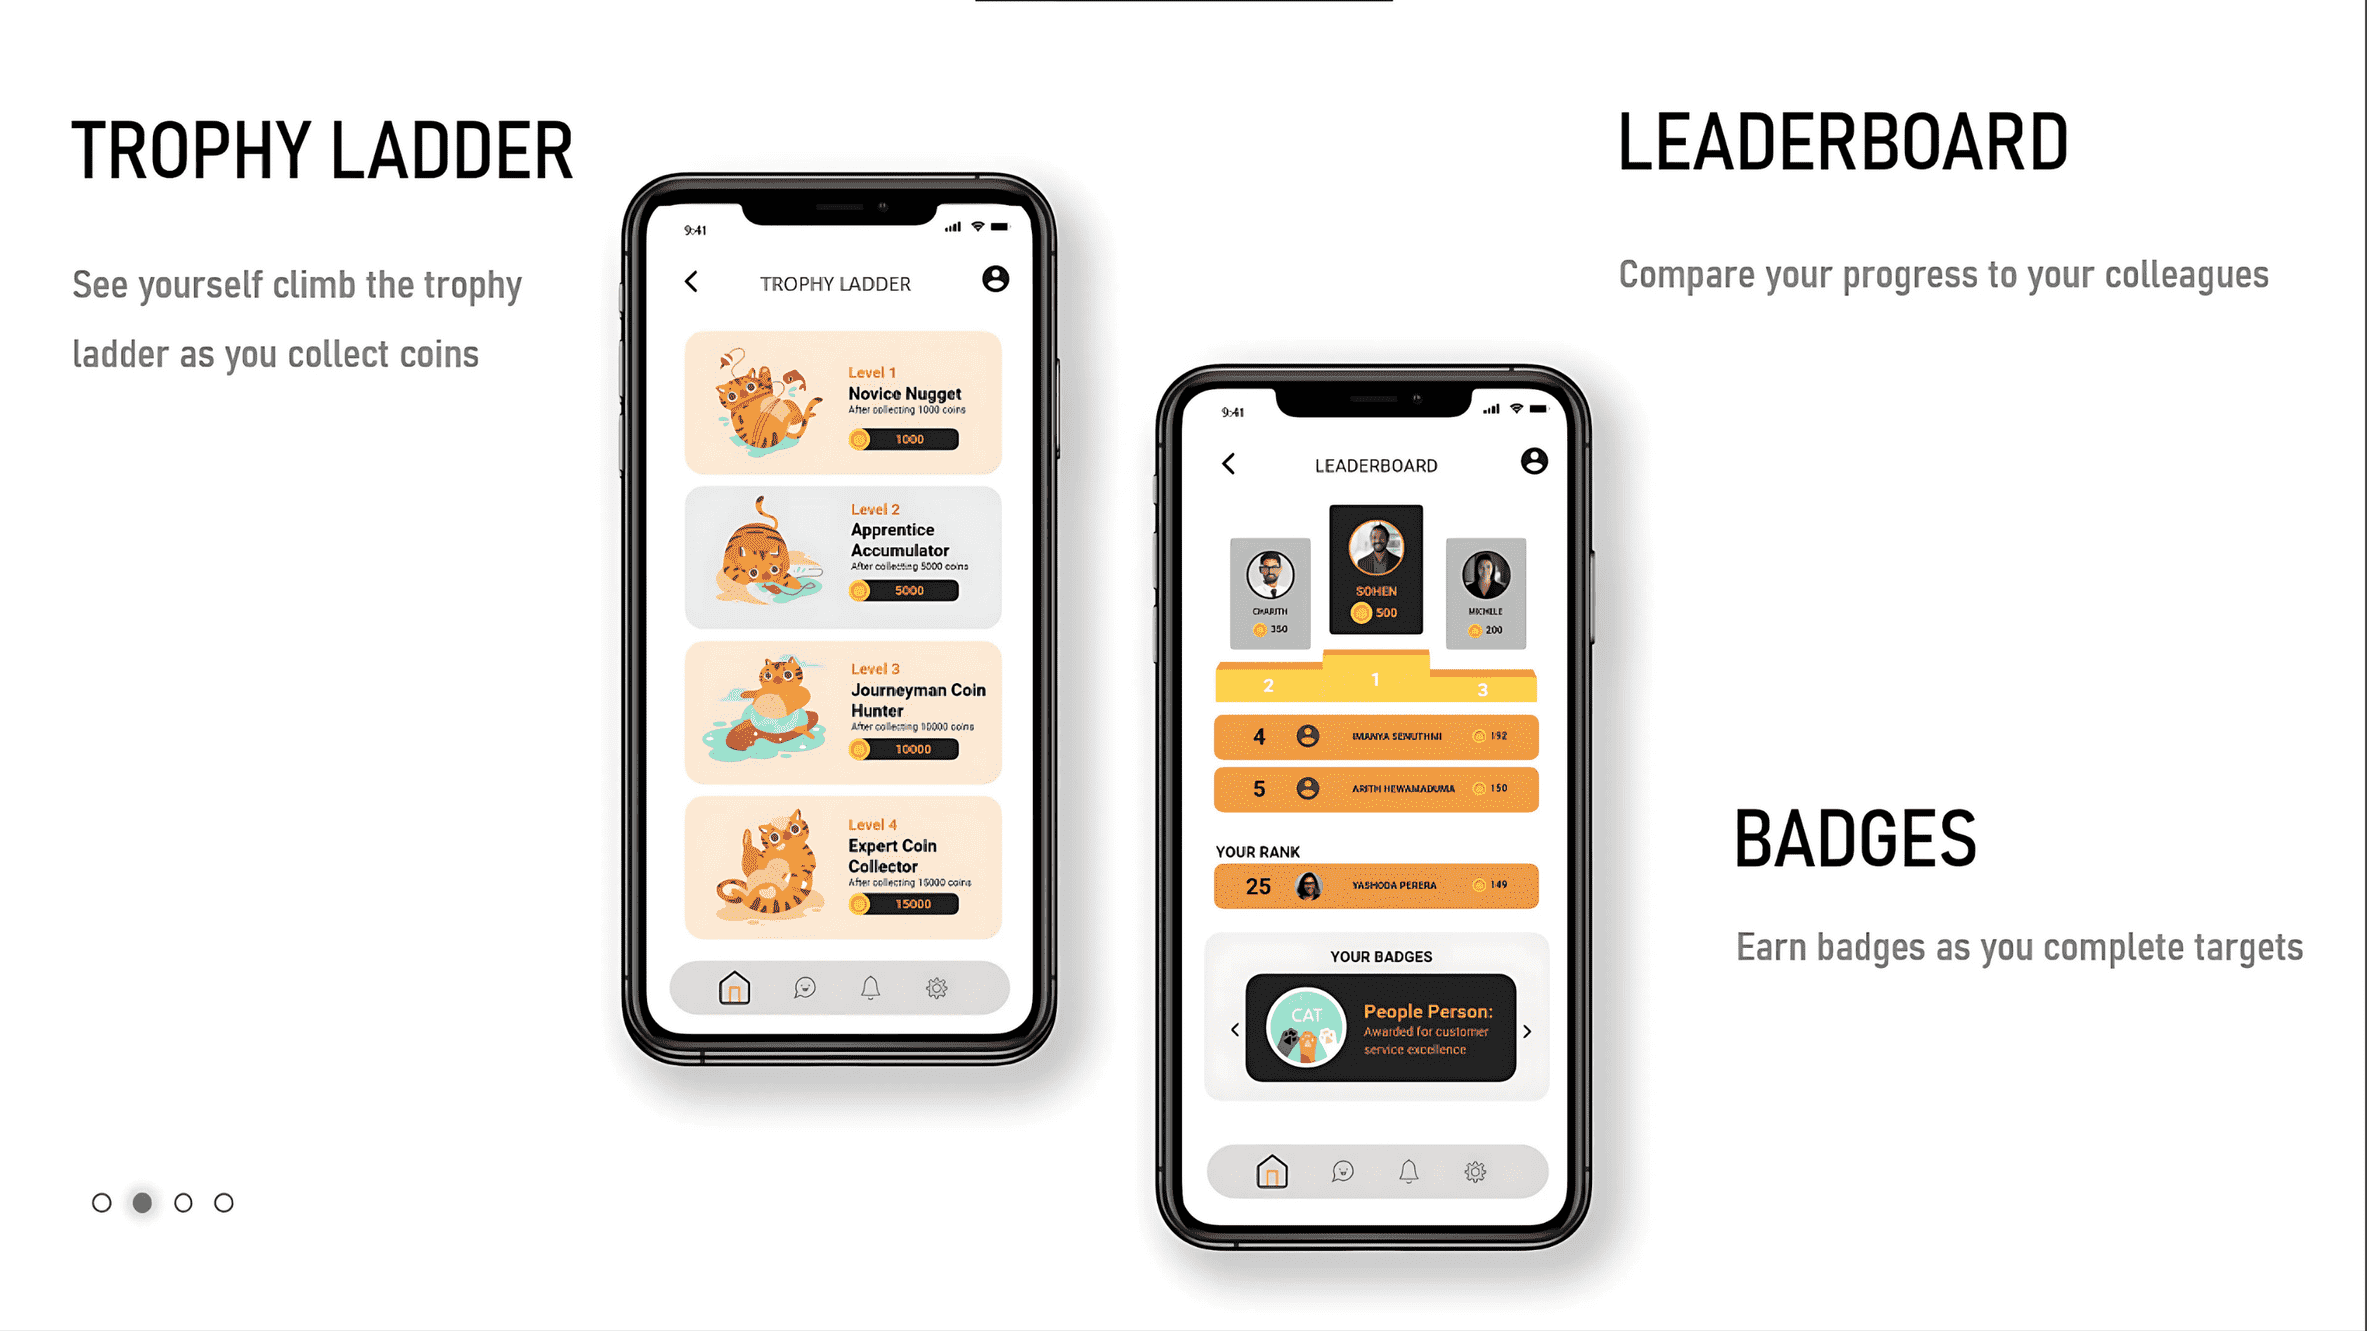 TROPHY LADDER
See yourself climb the trophy
ladder as you collect coins
9:41
TROPHY LADDER
Level 1
Novice Nugget
After collecting 1000 coins
1000
Level 2
Apprentice
Accumulator
After collecting 5000 coins
5000
Level 3
Journeyman Coin
Hunter
After collecting 10000 coins
10000
Level 4
Expert Coin
Collector
After collecting 15000 coins
15000
LEADERBOARD
Compare your progress to your colleagues
9:41
LEADERBOARD
SOHEN
500
CHARITH
350
MICHILLE
200
2
1
3
4 IMANYA SENUTHMI 192
5 ARITH HEWAMADUMA 150
YOUR RANK
25 YASHODA PERERA 149
YOUR BADGES
CAT
People Person:
Awarded for customer
service excellence
BADGES
Earn badges as you complete targets